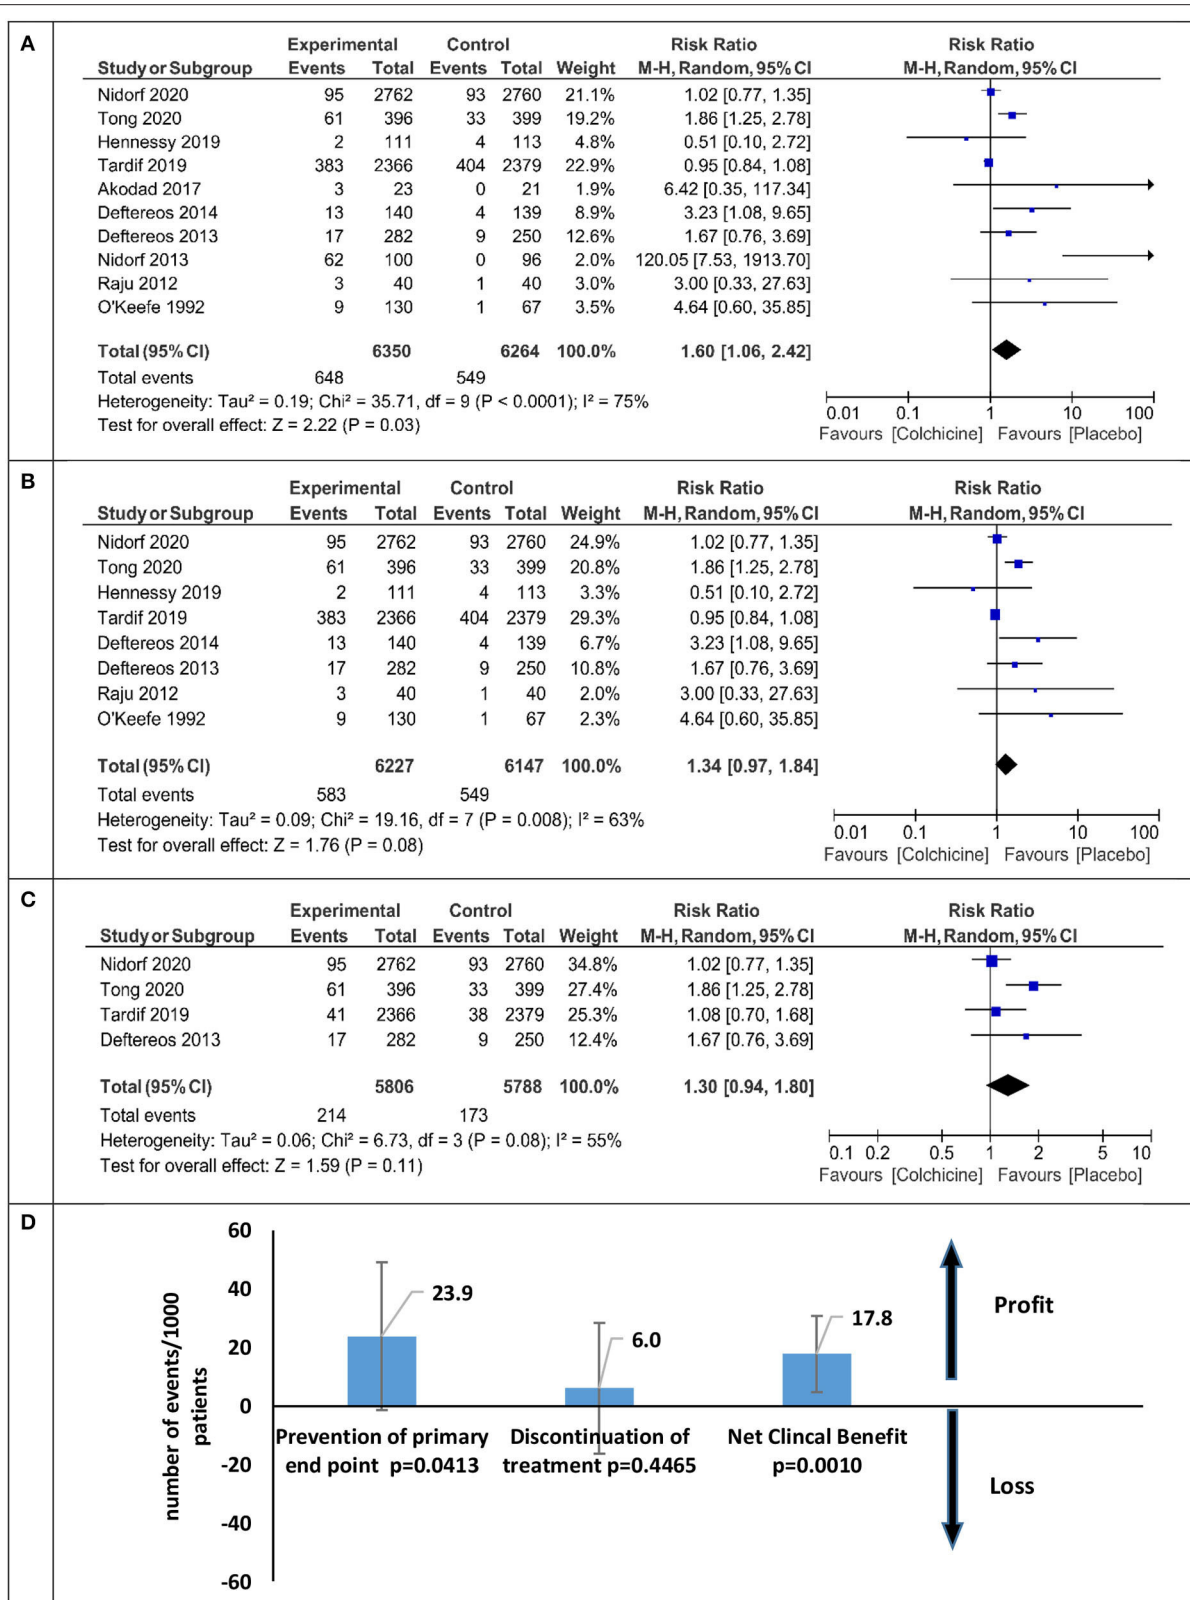 A
Experimental Control Risk Ratio Risk Ratio
Study or Subgroup Events Total Events Total Weight M-H, Random, 95% CI M-H, Random, 95% CI
Nidorf 2020 95 2762 93 2760 21.1% 1.02 [0.77, 1.35]
Tong 2020 61 396 33 399 19.2% 1.86 [1.25, 2.78]
Hennessy 2019 2 111 4 113 4.8% 0.51 [0.10, 2.72]
Tardif 2019 383 2366 404 2379 22.9% 0.95 [0.84, 1.08]
Akodad 2017 3 23 0 21 1.9% 6.42 [0.35, 117.34]
Deftereos 2014 13 140 4 139 8.9% 3.23 [1.08, 9.65]
Deftereos 2013 17 282 9 250 12.6% 1.67 [0.76, 3.69]
Nidorf 2013 62 100 0 96 2.0% 120.05 [7.53, 1913.70]
Raju 2012 3 40 1 40 3.0% 3.00 [0.33, 27.63]
O'Keefe 1992 9 130 1 67 3.5% 4.64 [0.60, 35.85]
Total (95% CI) 6350 6264 100.0% 1.60 [1.06, 2.42]
Total events 648 549
Heterogeneity: Tau² = 0.19; Chi² = 35.71, df = 9 (P < 0.0001); I² = 75%
Test for overall effect: Z = 2.22 (P = 0.03)
0.01 0.1 1 10 100
Favours [Colchicine] Favours [Placebo]
B
Experimental Control Risk Ratio Risk Ratio
Study or Subgroup Events Total Events Total Weight M-H, Random, 95% CI M-H, Random, 95% CI
Nidorf 2020 95 2762 93 2760 24.9% 1.02 [0.77, 1.35]
Tong 2020 61 396 33 399 20.8% 1.86 [1.25, 2.78]
Hennessy 2019 2 111 4 113 3.3% 0.51 [0.10, 2.72]
Tardif 2019 383 2366 404 2379 29.3% 0.95 [0.84, 1.08]
Deftereos 2014 13 140 4 139 6.7% 3.23 [1.08, 9.65]
Deftereos 2013 17 282 9 250 10.8% 1.67 [0.76, 3.69]
Raju 2012 3 40 1 40 2.0% 3.00 [0.33, 27.63]
O'Keefe 1992 9 130 1 67 2.3% 4.64 [0.60, 35.85]
Total (95% CI) 6227 6147 100.0% 1.34 [0.97, 1.84]
Total events 583 549
Heterogeneity: Tau² = 0.09; Chi² = 19.16, df = 7 (P = 0.008); I² = 63%
Test for overall effect: Z = 1.76 (P = 0.08)
0.01 0.1 1 10 100
Favours [Colchicine] Favours [Placebo]
C
Experimental Control Risk Ratio Risk Ratio
Study or Subgroup Events Total Events Total Weight M-H, Random, 95% CI M-H, Random, 95% CI
Nidorf 2020 95 2762 93 2760 34.8% 1.02 [0.77, 1.35]
Tong 2020 61 396 33 399 27.4% 1.86 [1.25, 2.78]
Tardif 2019 41 2366 38 2379 25.3% 1.08 [0.70, 1.68]
Deftereos 2013 17 282 9 250 12.4% 1.67 [0.76, 3.69]
Total (95% CI) 5806 5788 100.0% 1.30 [0.94, 1.80]
Total events 214 173
Heterogeneity: Tau² = 0.06; Chi² = 6.73, df = 3 (P = 0.08); I² = 55%
Test for overall effect: Z = 1.59 (P = 0.11)
0.1 0.2 0.5 1 2 5 10
Favours [Colchicine] Favours [Placebo]
D
number of events/1000
patients
60
40
20
0
-20
-40
-60
23.9
6.0
17.8
Prevention of primary
end point p=0.0413
Discontinuation of
treatment p=0.4465
Net Clincal Benefit
p=0.0010
Profit
Loss